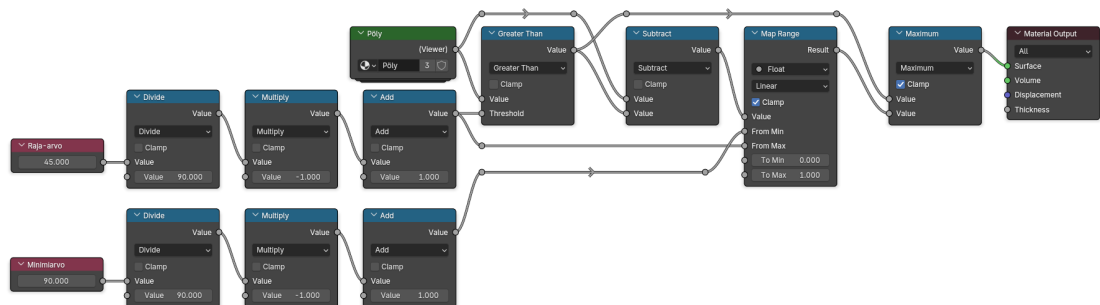 Pöly
(Viewer)
Pöly
3
Greater Than
Value
Greater Than
Clamp
Value
Threshold
Subtract
Value
Subtract
Clamp
Value
Value
Map Range
Result
Float
Linear
Clamp
Value
From Min
From Max
To Min 0.000
To Max 1.000
Maximum
Value
Maximum
Clamp
Value
Value
Material Output
All
Surface
Volume
Displacement
Thickness
Raja-arvo
45.000
Divide
Value
Divide
Clamp
Value
Value 90.000
Multiply
Value
Multiply
Clamp
Value
Value -1.000
Add
Value
Add
Clamp
Value
Value 1.000
Minimiarvo
90.000
Divide
Value
Divide
Clamp
Value
Value 90.000
Multiply
Value
Multiply
Clamp
Value
Value -1.000
Add
Value
Add
Clamp
Value
Value 1.000